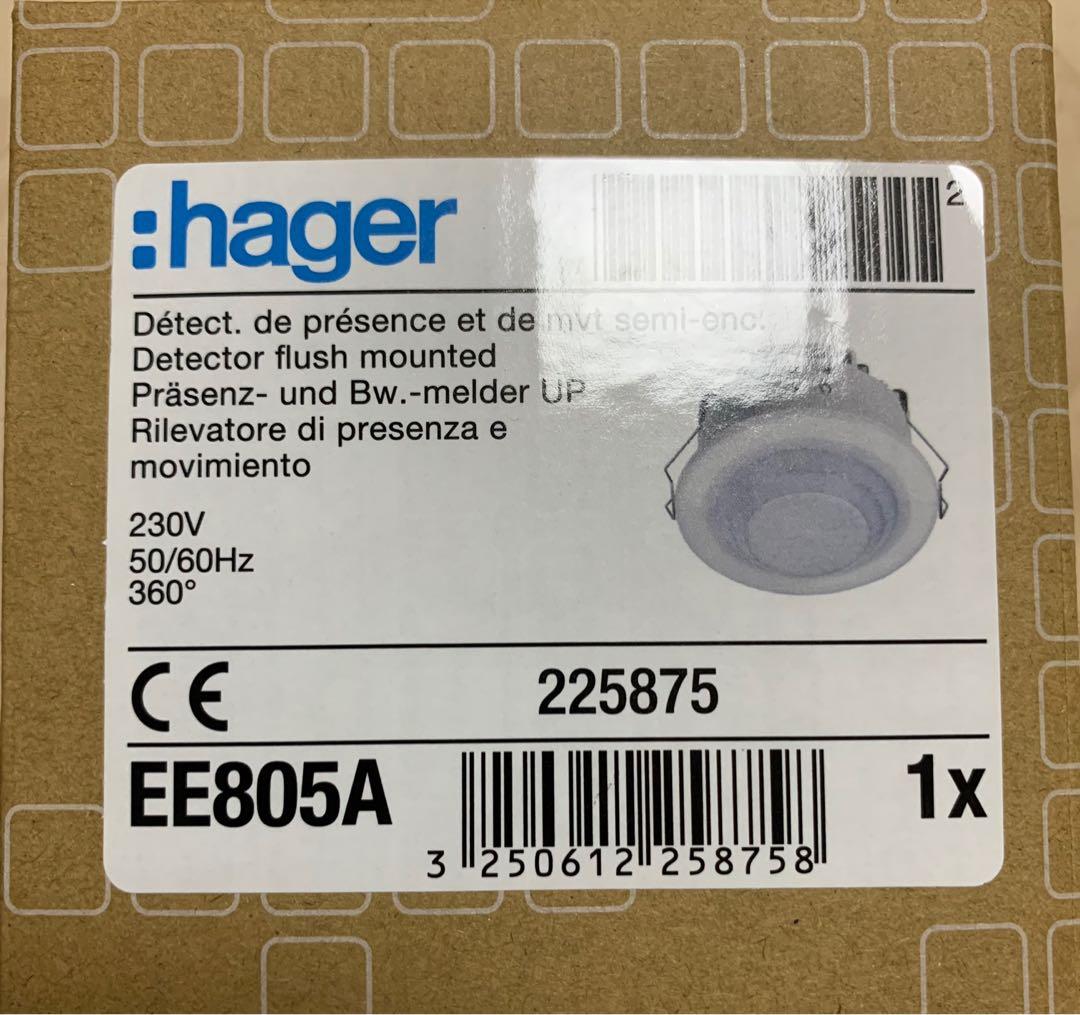 :hager
2
Détect. de présence et de mvt semi-enc.
Detector flush mounted
Präsenz- und Bw.-melder UP
Rilevatore di presenza e
movimiento
230V
50/60Hz
360°
CE
225875
EE805A
1x
3 250612 258758